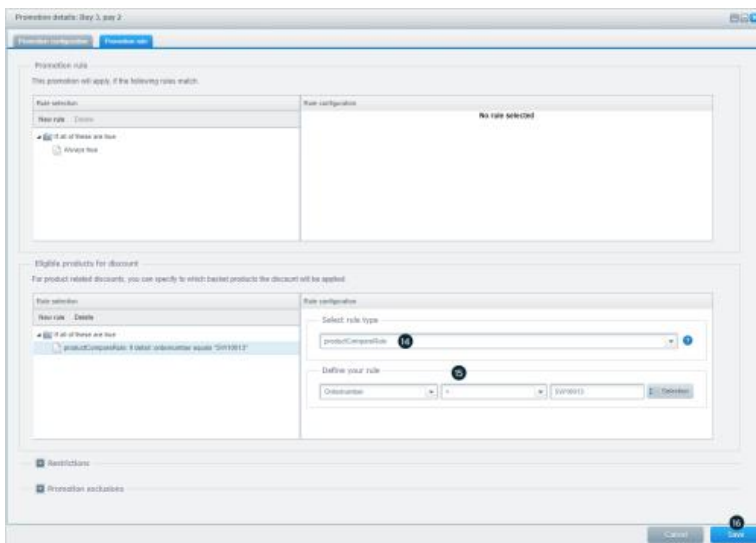 Promotion details: Buy 3, pay 2
Promotion configuration Promotion rule
Promotion rule
This promotion will apply, if the following rules match.
Rule selection Rule configuration
New rule Delete No rule selected
If all of these are true
Always true
Eligible products for discount
For product related discounts, you can specify to which basket products the discount will be applied
Rule selection Rule configuration
New rule Delete
Select rule type
If all of these are true
productCompareRule 14
productCompareRule: If detail: ordernumber equals "SW10013"
Define your rule 15
Ordernumber = SW10013 Selection
Restrictions
Promotion exclusions
16
Cancel Save